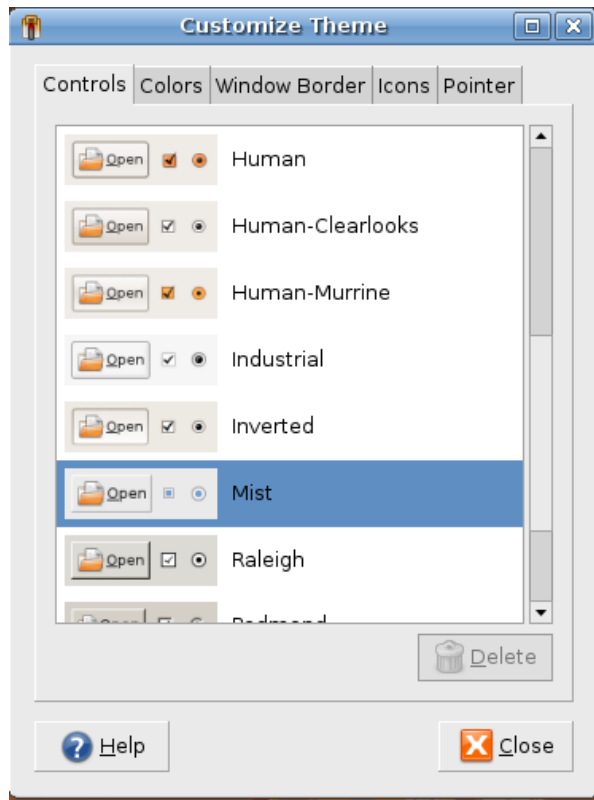 Customize Theme
Controls Colors Window Border Icons Pointer
Open Human
Open Human-Clearlooks
Open Human-Murrine
Open Industrial
Open Inverted
Open Mist
Open Raleigh
Delete
Help Close